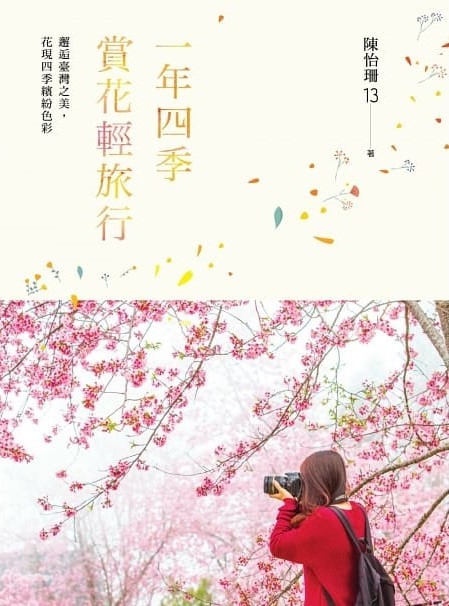 陳怡珊13 著
一年四季
賞花輕旅行
邂逅臺灣之美,
花現四季繽紛色彩